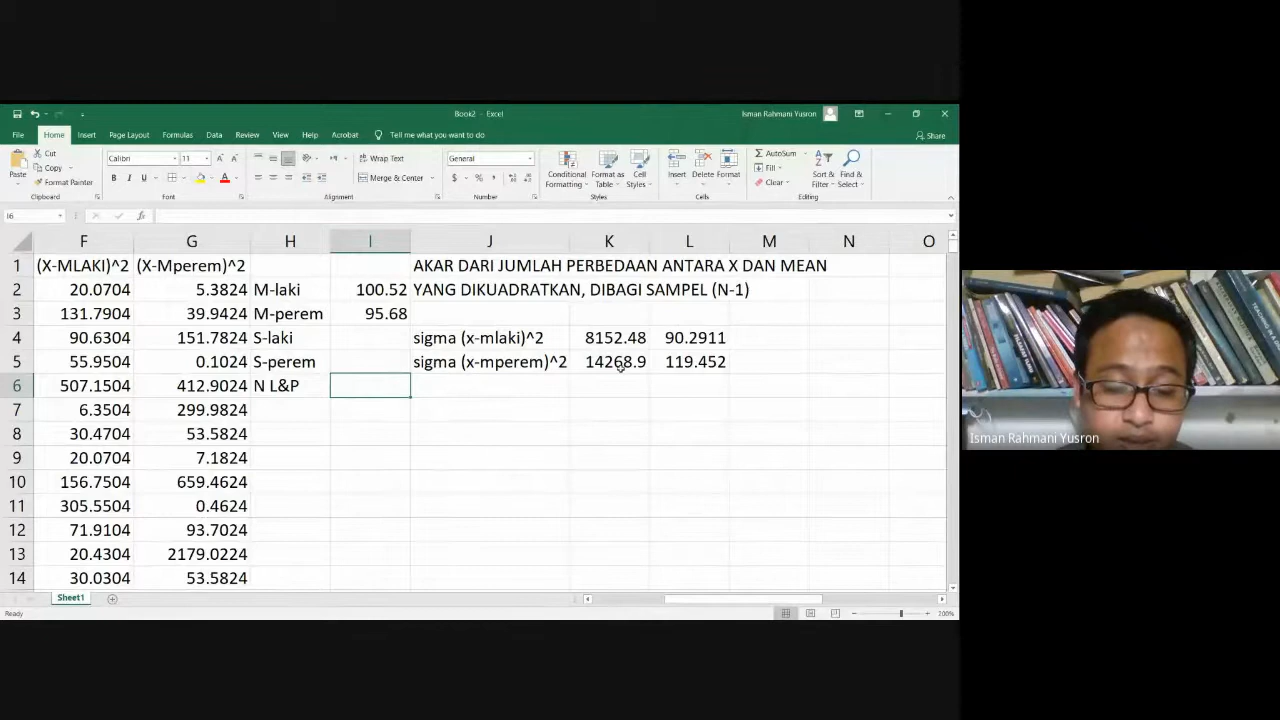 Book2 - Excel
Isman Rahmani Yusron
File Home Insert Page Layout Formulas Data Review View Help Acrobat Tell me what you want to do Share
Paste Cut Copy Format Painter
Calibri 11 B I U
Wrap Text
Merge & Center
General
Conditional Formatting Format as Table Cell Styles
Insert Delete Format
AutoSum Fill Clear
Sort & Filter Find & Select
Clipboard Font Alignment Number Styles Cells Editing
I6 fx
F G H I J K L M N O
1 (X-MLAKI)^2 (X-Mperem)^2 AKAR DARI JUMLAH PERBEDAAN ANTARA X DAN MEAN
2 20.0704 5.3824 M-laki 100.52 YANG DIKUADRATKAN, DIBAGI SAMPEL (N-1)
3 131.7904 39.9424 M-perem 95.68
4 90.6304 151.7824 S-laki sigma (x-mlaki)^2 8152.48 90.2911
5 55.9504 0.1024 S-perem sigma (x-mperem)^2 14268.9 119.452
6 507.1504 412.9024 N L&P
7 6.3504 299.9824
8 30.4704 53.5824
9 20.0704 7.1824
10 156.7504 659.4624
11 305.5504 0.4624
12 71.9104 93.7024
13 20.4304 2179.0224
14 30.0304 53.5824
Sheet1
Ready
200%
Isman Rahmani Yusron